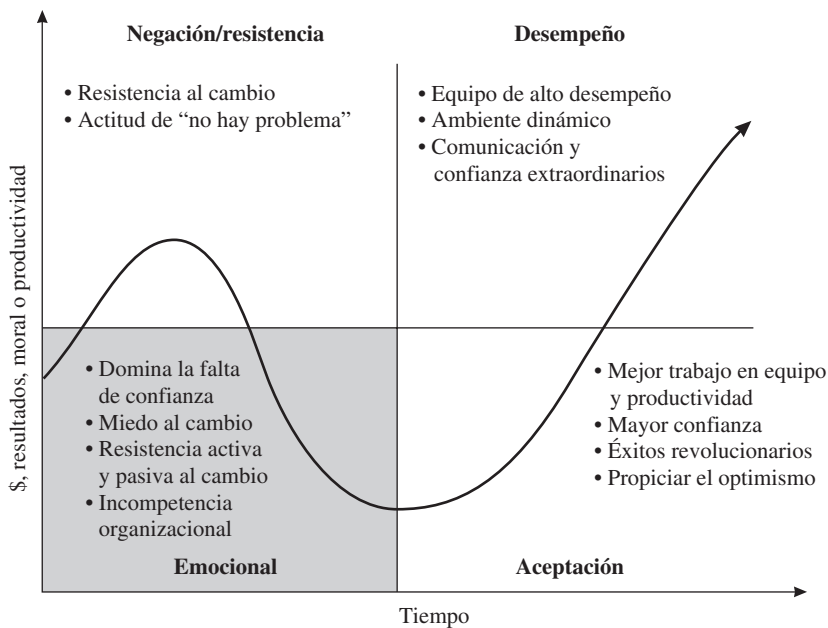 Negación/resistencia
• Resistencia al cambio
• Actitud de “no hay problema”
Desempeño
• Equipo de alto desempeño
• Ambiente dinámico
• Comunicación y
confianza extraordinarios
$, resultados, moral o productividad
• Domina la falta
de confianza
• Miedo al cambio
• Resistencia activa
y pasiva al cambio
• Incompetencia
organizacional
Emocional
• Mejor trabajo en equipo
y productividad
• Mayor confianza
• Éxitos revolucionarios
• Propiciar el optimismo
Aceptación
Tiempo